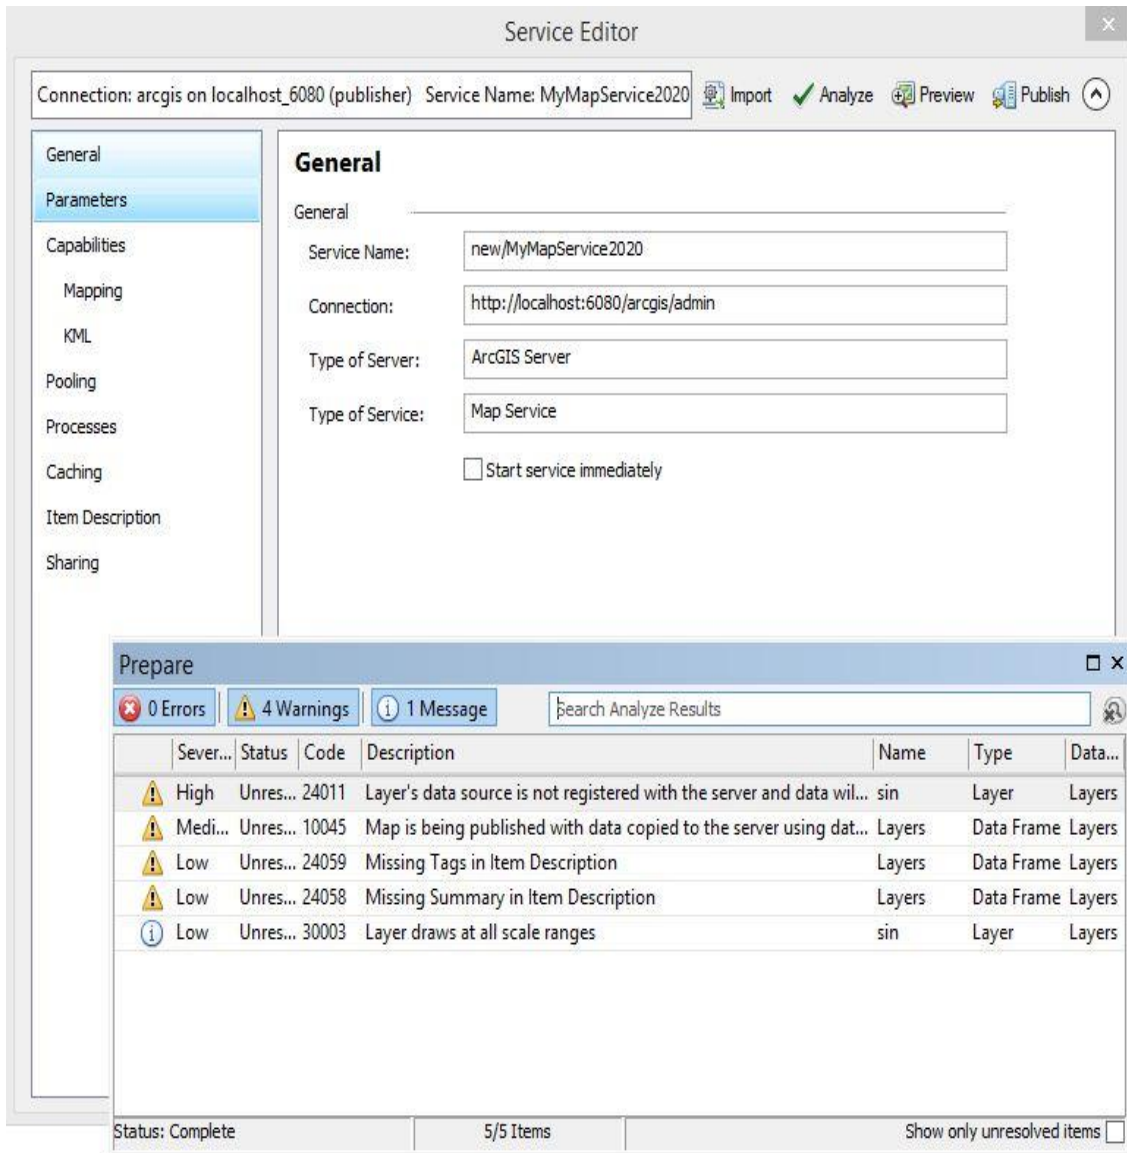 Service Editor
Connection: arcgis on localhost_6080 (publisher) Service Name: MyMapService2020 Import Analyze Preview Publish
General
Parameters
Capabilities
Mapping
KML
Pooling
Processes
Caching
Item Description
Sharing
General
General
Service Name: new/MyMapService2020
Connection: http://localhost:6080/arcgis/admin
Type of Server: ArcGIS Server
Type of Service: Map Service
Start service immediately
Prepare
0 Errors 4 Warnings 1 Message Search Analyze Results
Sever... Status Code Description Name Type Data...
High Unres... 24011 Layer's data source is not registered with the server and data wil... sin Layer Layers
Medi... Unres... 10045 Map is being published with data copied to the server using dat... Layers Data Frame Layers
Low Unres... 24059 Missing Tags in Item Description Layers Data Frame Layers
Low Unres... 24058 Missing Summary in Item Description Layers Data Frame Layers
Low Unres... 30003 Layer draws at all scale ranges sin Layer Layers
Status: Complete 5/5 Items Show only unresolved items